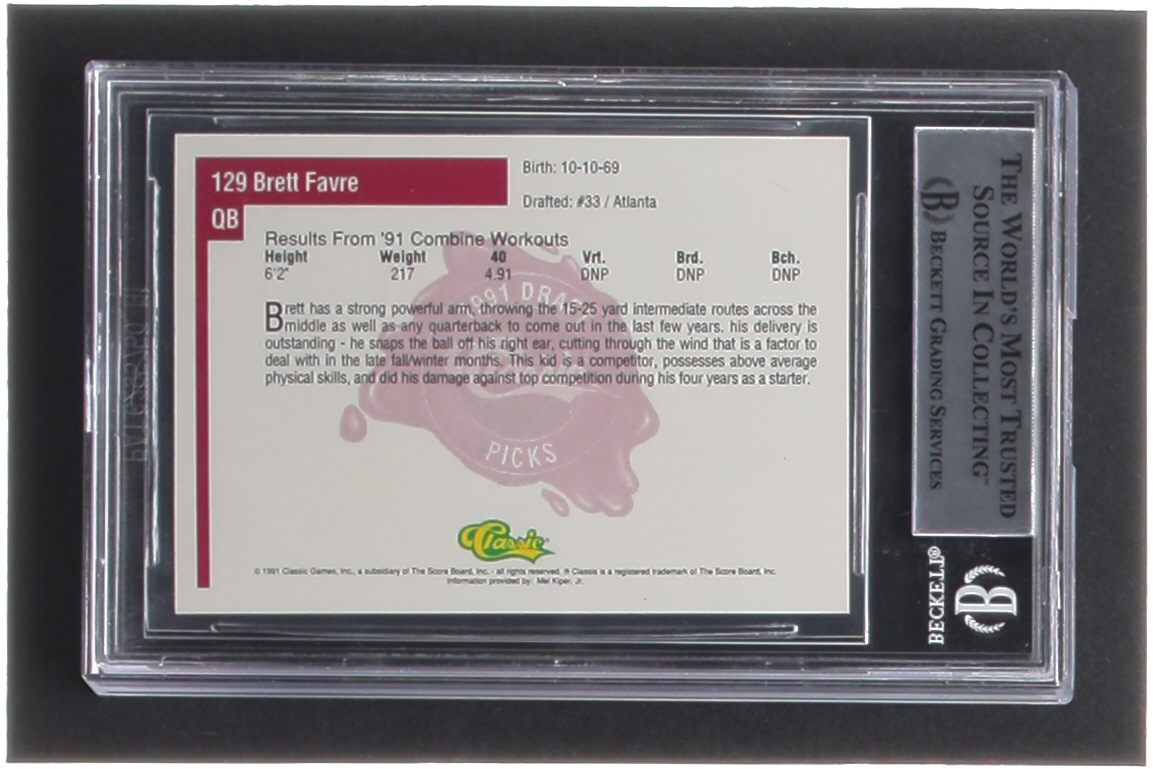 129 Brett Favre
QB
Birth: 10-10-69
Drafted: #33 / Atlanta
Results From '91 Combine Workouts
Height Weight 40 Vrt. Brd. Bch.
6'2" 217 4.91 DNP DNP DNP
Brett has a strong powerful arm, throwing the 15-25 yard intermediate routes across the
middle as well as any quarterback to come out in the last few years. his delivery is
outstanding - he snaps the ball off his right ear, cutting through the wind that is a factor to
deal with in the late fall/winter months. This kid is a competitor, possesses above average
physical skills, and did his damage against top competition during his four years as a starter.
1991 DRAFT
PICKS
Classic
© 1991 Classic Games, Inc., a subsidiary of The Score Board, Inc. - all rights reserved. ® Classis is a registered trademark of The Score Board, Inc.
Information provided by: Mel Kiper, Jr.
THE WORLD'S MOST TRUSTED
SOURCE IN COLLECTING™
B BECKETT GRADING SERVICES
B
BECKETT®